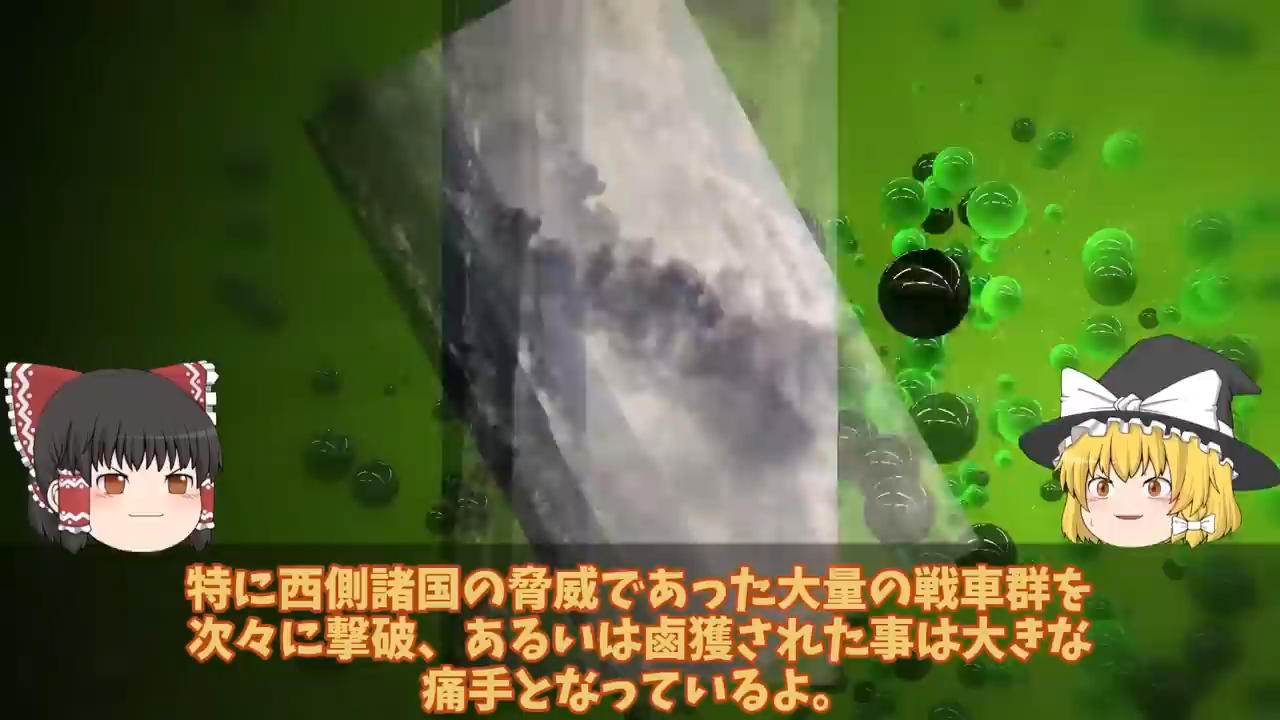 特に西側諸国の脅威であった大量の戦車群を
次々に撃破、あるいは鹵獲された事は大きな
痛手となっているよ。